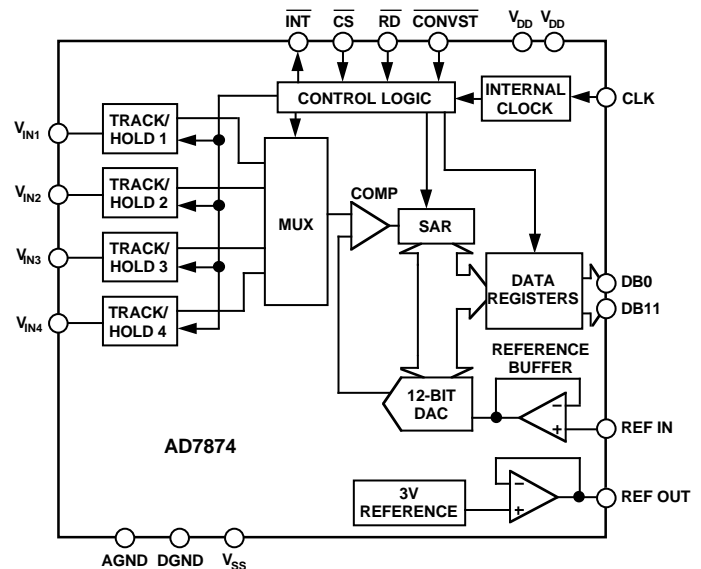 INT CS RD CONVST VDD VDD
CONTROL LOGIC
INTERNAL
CLOCK
CLK
VIN1
TRACK/
HOLD 1
VIN2
TRACK/
HOLD 2
VIN3
TRACK/
HOLD 3
VIN4
TRACK/
HOLD 4
MUX
COMP
SAR
DATA
REGISTERS
DB0
DB11
REFERENCE
BUFFER
12-BIT
DAC
−
+
REF IN
AD7874
3V
REFERENCE
−
+
REF OUT
AGND DGND VSS